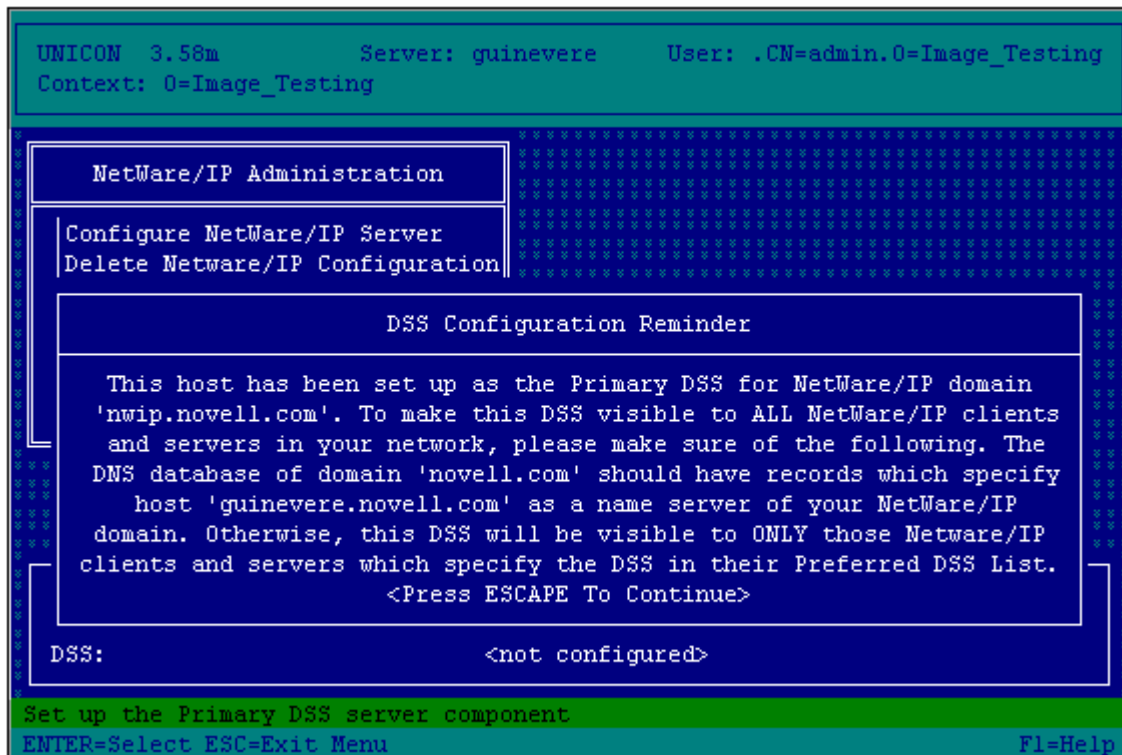 UNICON 3.58m Server: guinevere User: .CN=admin.O=Image_Testing
Context: O=Image_Testing
NetWare/IP Administration
Configure NetWare/IP Server
Delete Netware/IP Configuration
DSS Configuration Reminder
This host has been set up as the Primary DSS for NetWare/IP domain
'nwip.novell.com'. To make this DSS visible to ALL NetWare/IP clients
and servers in your network, please make sure of the following. The
DNS database of domain 'novell.com' should have records which specify
host 'guinevere.novell.com' as a name server of your NetWare/IP
domain. Otherwise, this DSS will be visible to ONLY those Netware/IP
clients and servers which specify the DSS in their Preferred DSS List.
<Press ESCAPE To Continue>
DSS: <not configured>
Set up the Primary DSS server component
ENTER=Select ESC=Exit Menu F1=Help